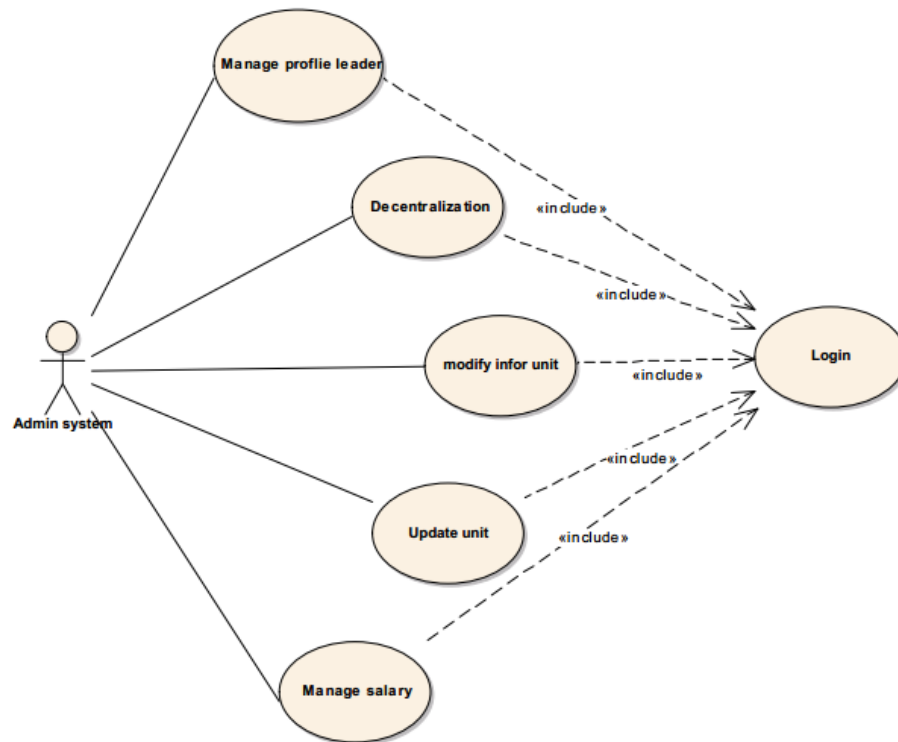 Manage proflie leader
Decentralization
«include»
«include»
modify infor unit
«include»
Login
Admin system
«include»
Update unit
«include»
Manage salary